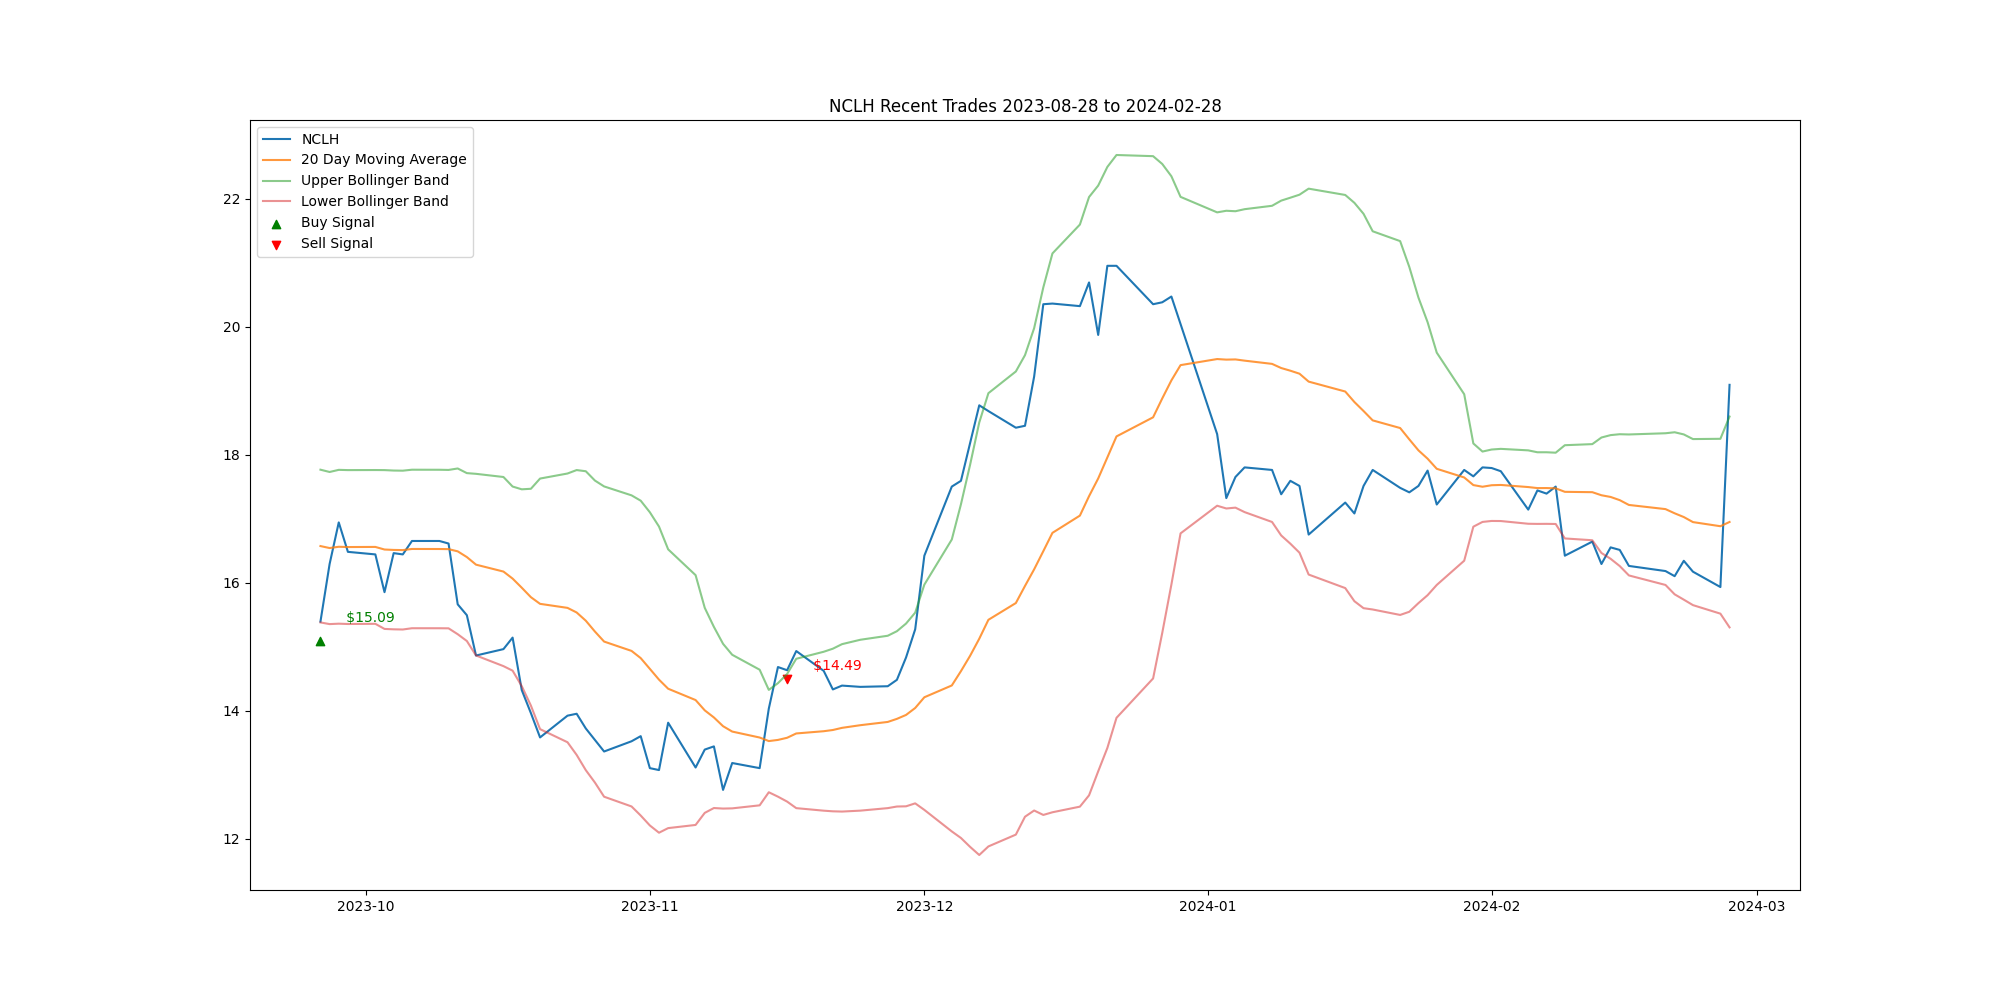 NCLH Recent Trades 2023-08-28 to 2024-02-28
NCLH
20 Day Moving Average
Upper Bollinger Band
Lower Bollinger Band
Buy Signal
Sell Signal
22
20
18
16
14
12
$15.09
$14.49
2023-10
2023-11
2023-12
2024-01
2024-02
2024-03